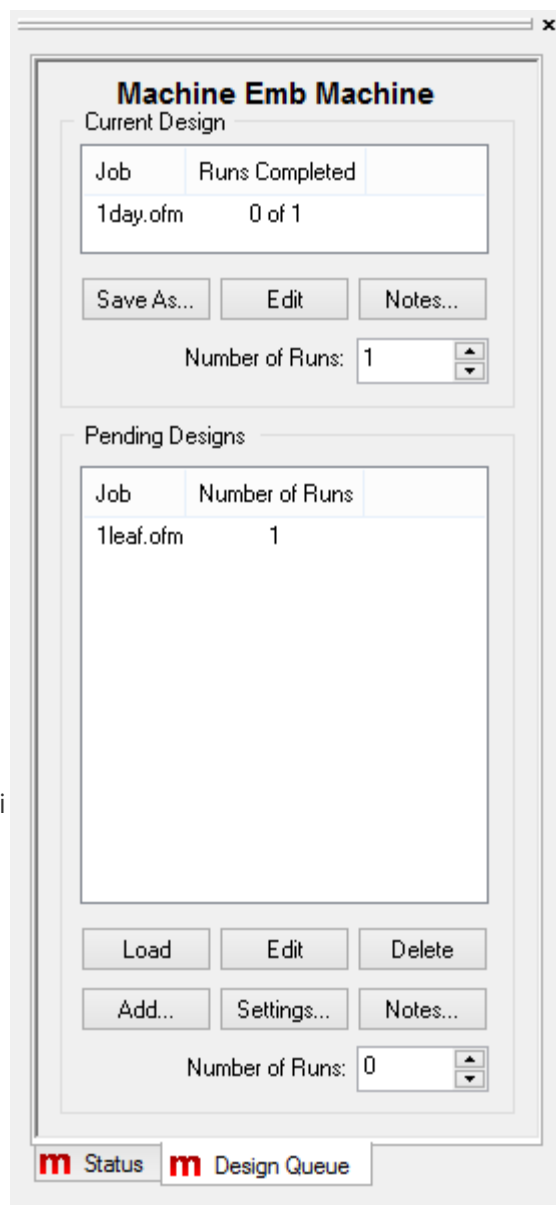 x
Machine Emb Machine
Current Design
Job Runs Completed
1day.ofm 0 of 1
Save As... Edit Notes...
Number of Runs: 1
Pending Designs
Job Number of Runs
1leaf.ofm 1
i
Load Edit Delete
Add... Settings... Notes...
Number of Runs: 0
m Status m Design Queue